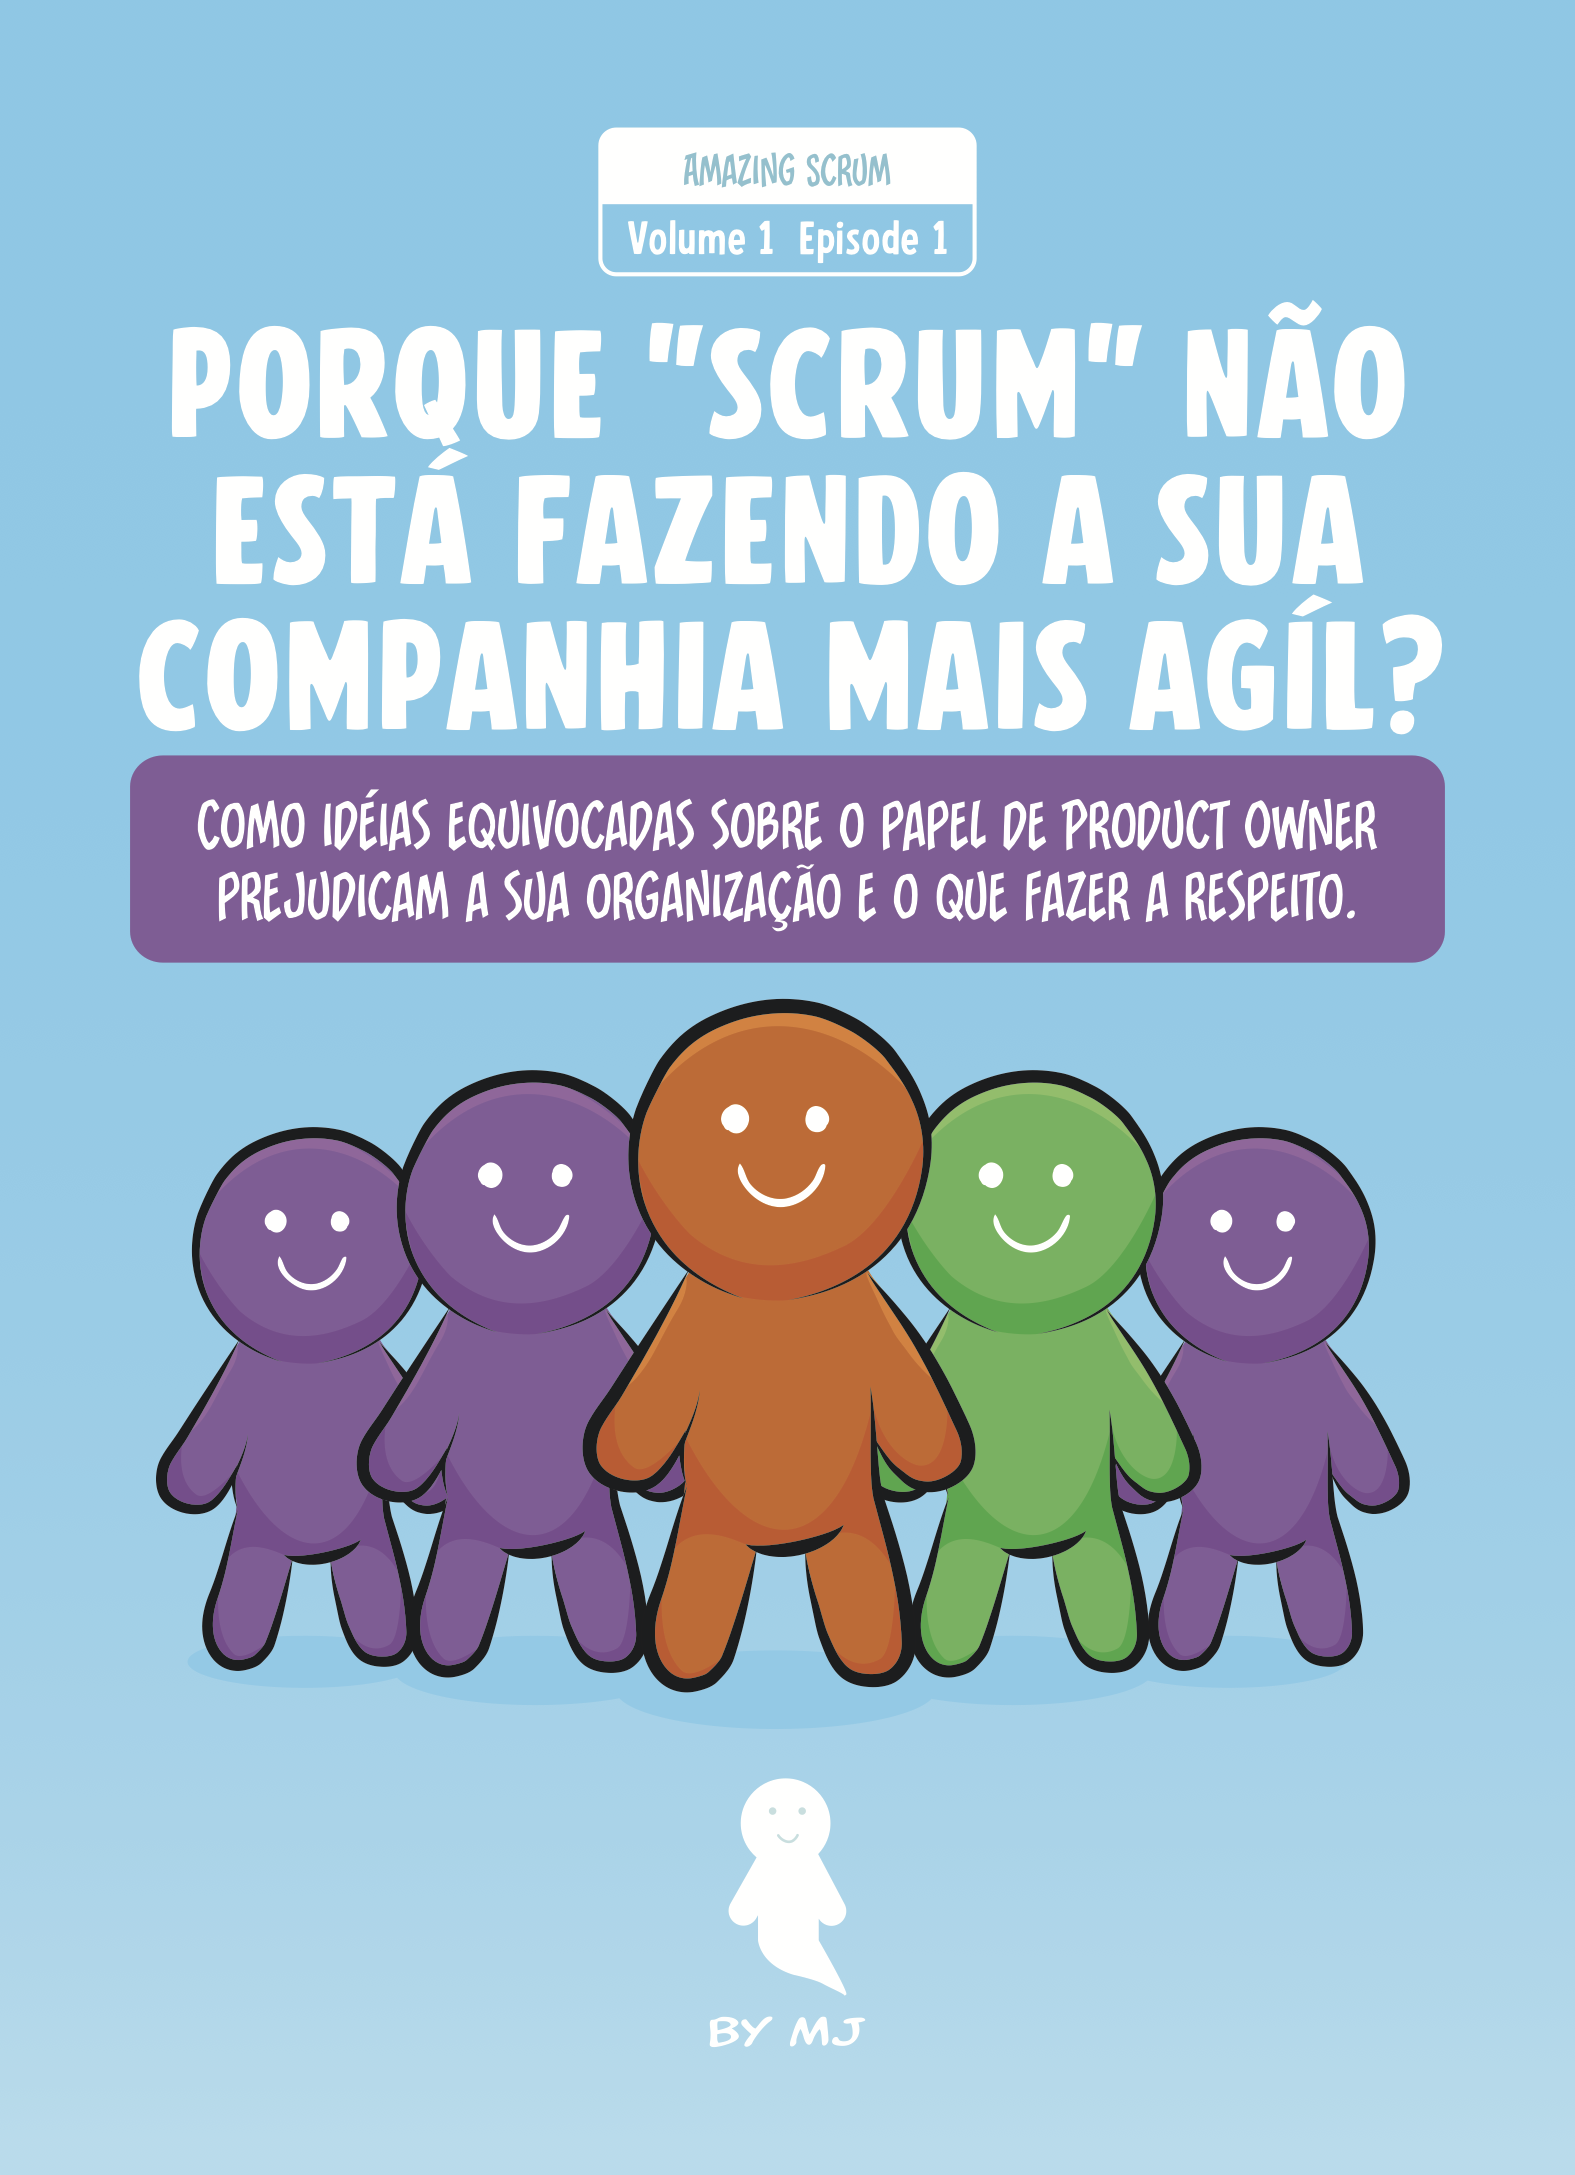 AMAZING SCRUM
Volume 1 Episode 1
PORQUE "SCRUM" NÃO
ESTÁ FAZENDO A SUA
COMPANHIA MAIS AGÍL?
COMO IDÉIAS EQUIVOCADAS SOBRE O PAPEL DE PRODUCT OWNER
PREJUDICAM A SUA ORGANIZAÇÃO E O QUE FAZER A RESPEITO.
BY MJ